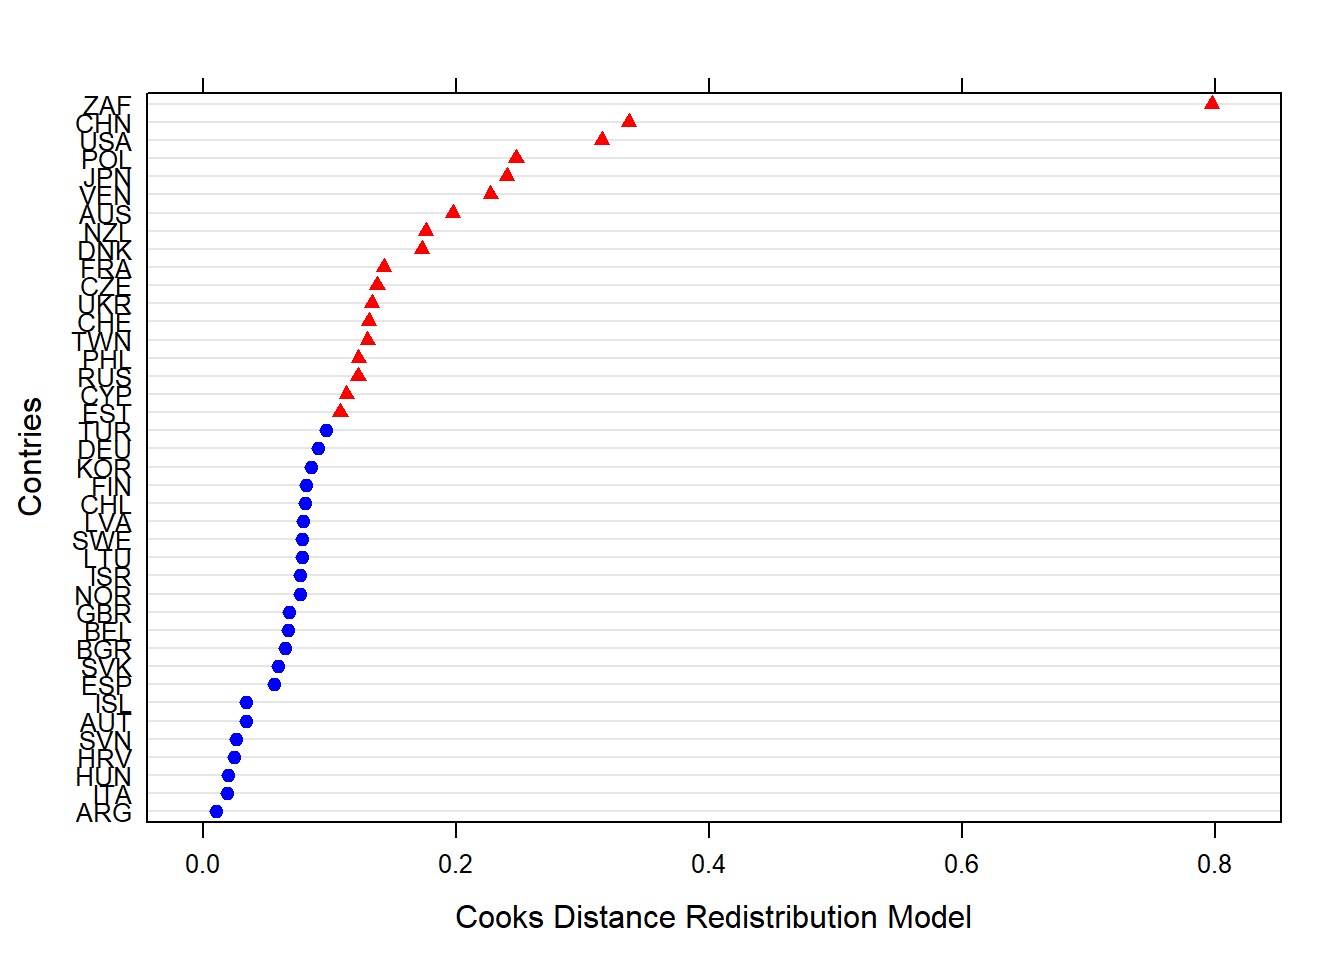 ZAF
CHN
USA
POL
JPN
VEN
AUS
NZL
DNK
FRA
CZE
UKR
CHE
TWN
PHL
RUS
CYP
EST
TUR
DEU
KOR
FIN
CHL
LVA
SWE
LTU
ISR
NOR
GBR
BEL
BGR
SVK
ESP
ISL
AUT
SVN
HRV
HUN
ITA
ARG
Contries
0.0 0.2 0.4 0.6 0.8
Cooks Distance Redistribution Model